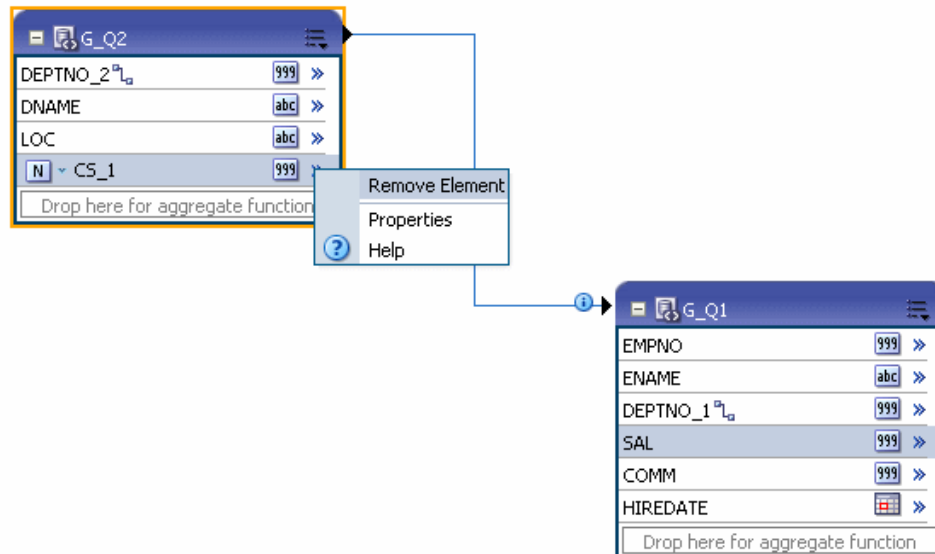 G_Q2
DEPTNO_2 999
DNAME abc
LOC abc
N CS_1 999
Drop here for aggregate function
Remove Element
Properties
? Help
i
G_Q1
EMPNO 999
ENAME abc
DEPTNO_1 999
SAL 999
COMM 999
HIREDATE
Drop here for aggregate function